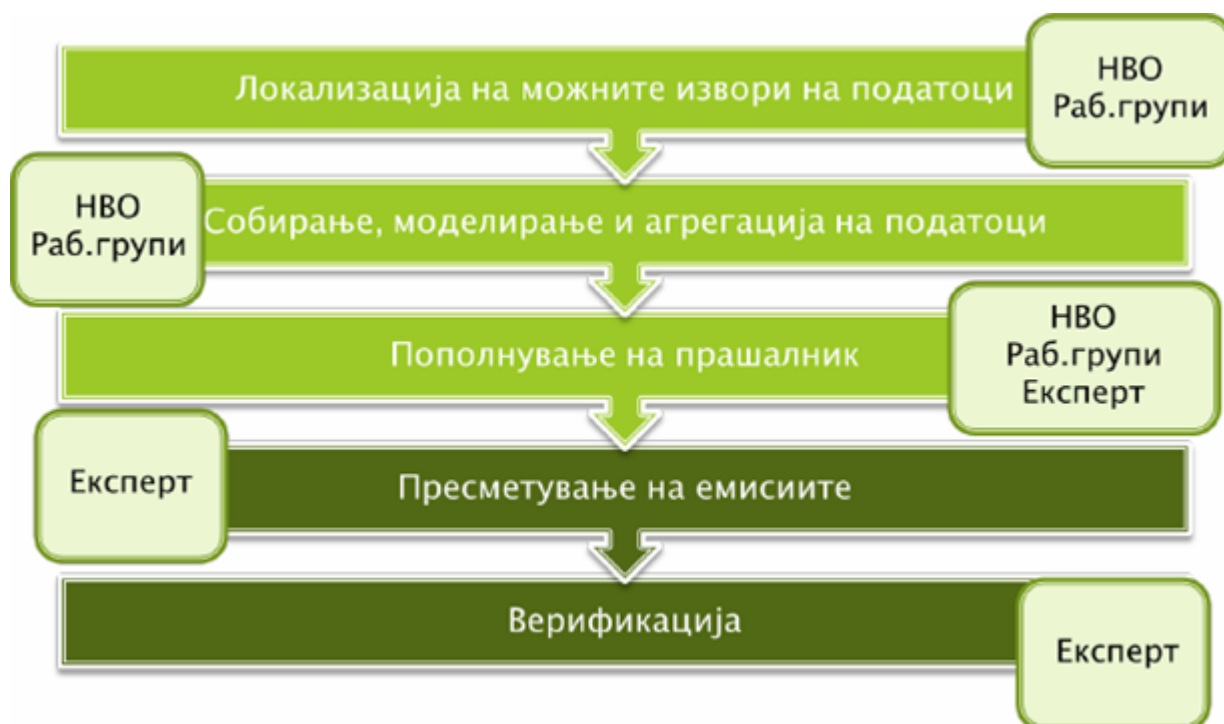 Локализација на можните извори на податоци
НВО
Раб.групи
НВО
Раб.групи
Собирање, моделирање и агрегација на податоци
Пополнување на прашалник
НВО
Раб.групи
Експерт
Експерт
Пресметување на емисиите
Верификација
Експерт